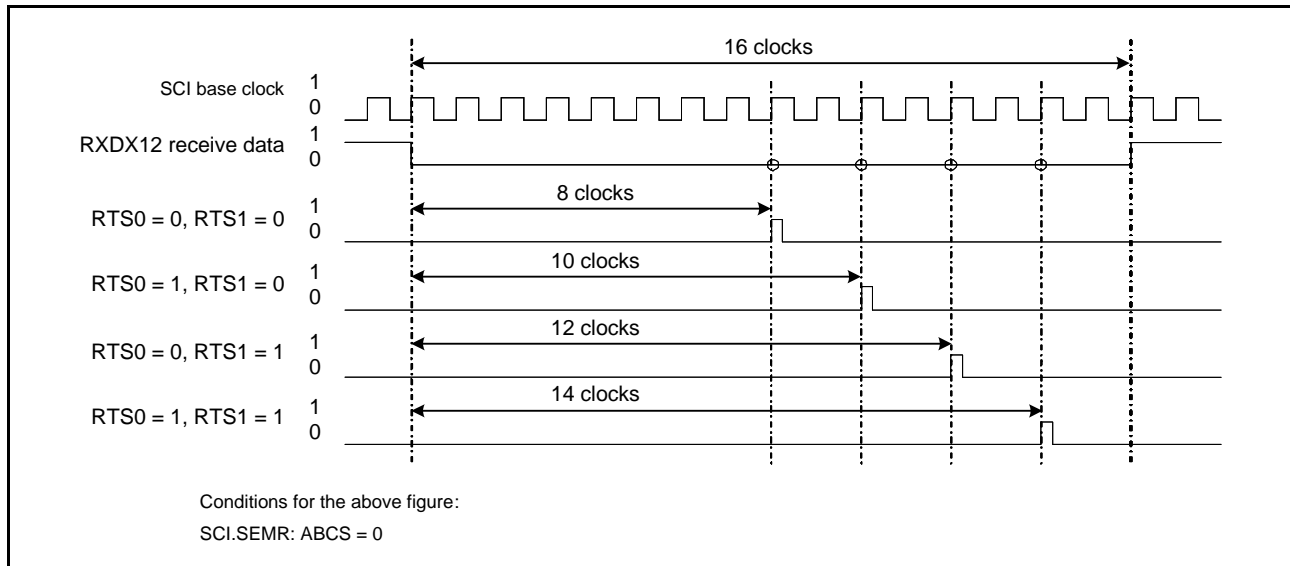 16 clocks
SCI base clock 1
0
RXDX12 receive data 1
0
8 clocks
RTS0 = 0, RTS1 = 0 1
0
10 clocks
RTS0 = 1, RTS1 = 0 1
0
12 clocks
RTS0 = 0, RTS1 = 1 1
0
14 clocks
RTS0 = 1, RTS1 = 1 1
0
Conditions for the above figure:
SCI.SEMR: ABCS = 0